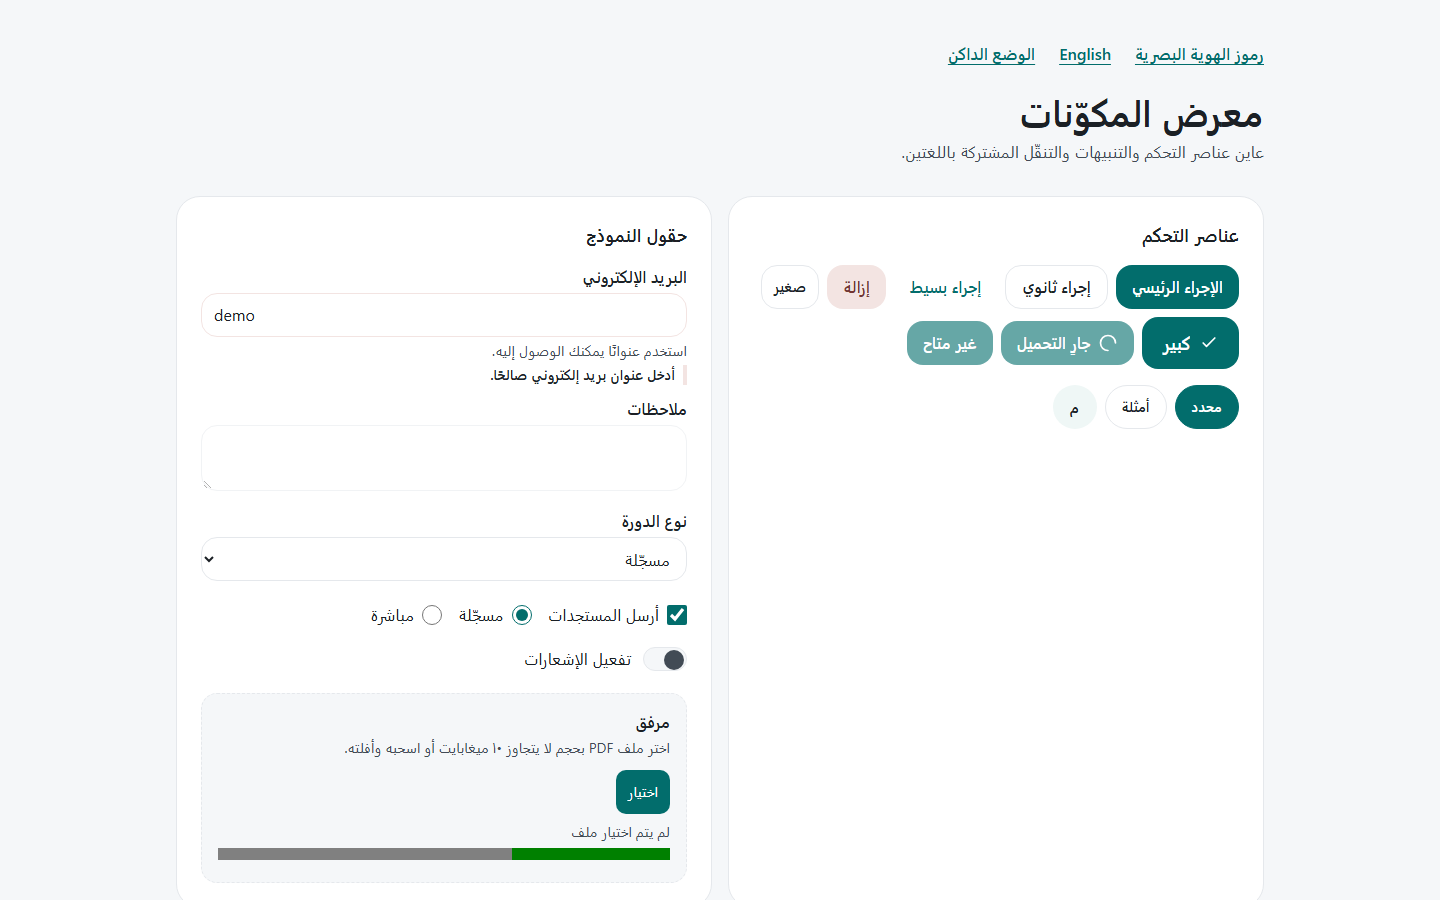 رموز الهوية البصرية English الوضع الداكن
معرض المكوّنات
عاين عناصر التحكم والتنبيهات والتنقّل المشتركة باللغتين.
عناصر التحكم
الإجراء الرئيسي إجراء ثانوي إجراء بسيط إزالة صغير
كبير جارٍ التحميل غير متاح
محدد أمثلة م
حقول النموذج
البريد الإلكتروني
demo
استخدم عنوانًا يمكنك الوصول إليه.
أدخل عنوان بريد إلكتروني صالحًا.
ملاحظات
نوع الدورة
مسجّلة
أرسل المستجدات مسجّلة مباشرة
تفعيل الإشعارات
مرفق
اختر ملف PDF بحجم لا يتجاوز ١٠ ميغابايت أو اسحبه وأفلته.
اختيار
لم يتم اختيار ملف